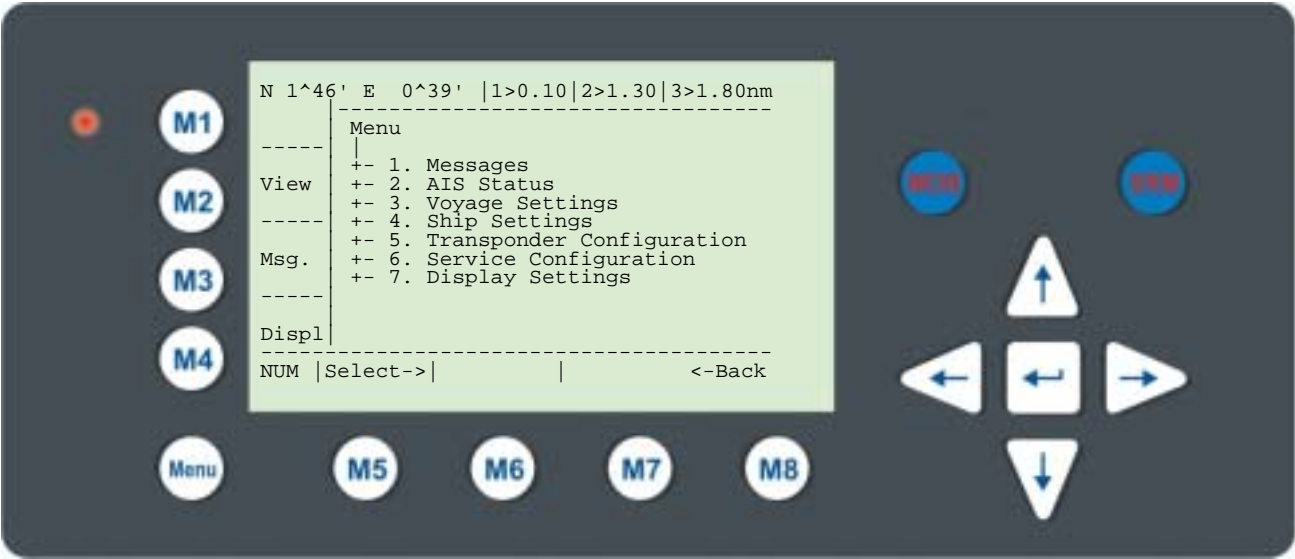 N 1^46' E  0^39' |1>0.10|2>1.30|3>1.80nm
Menu
+- 1. Messages
+- 2. AIS Status
+- 3. Voyage Settings
+- 4. Ship Settings
+- 5. Transponder Configuration
+- 6. Service Configuration
+- 7. Display Settings
View
Msg.
Displ
NUM |Select->|        |        <-Back
M1
M2
M3
M4
Menu
M5
M6
M7
M8